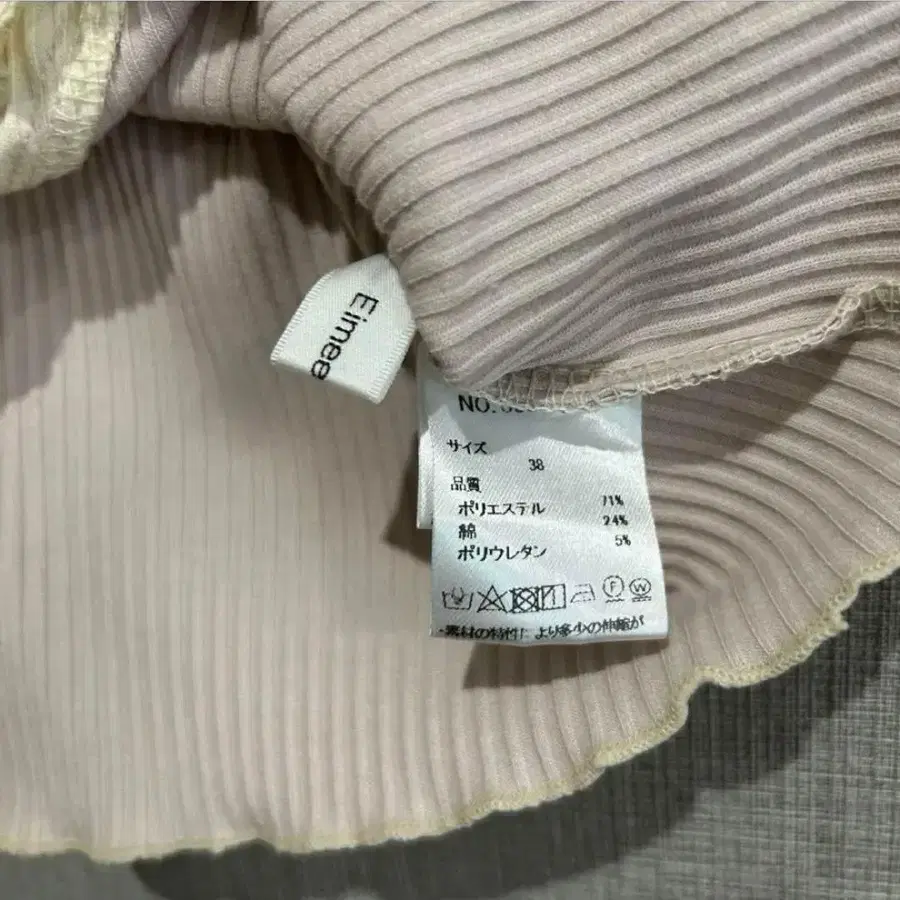 Eimee
NO.
サイズ
38
品質
ポリエステル 71%
綿 24%
ポリウレタン 5%
F W
・素材の特性により多少の伸縮が